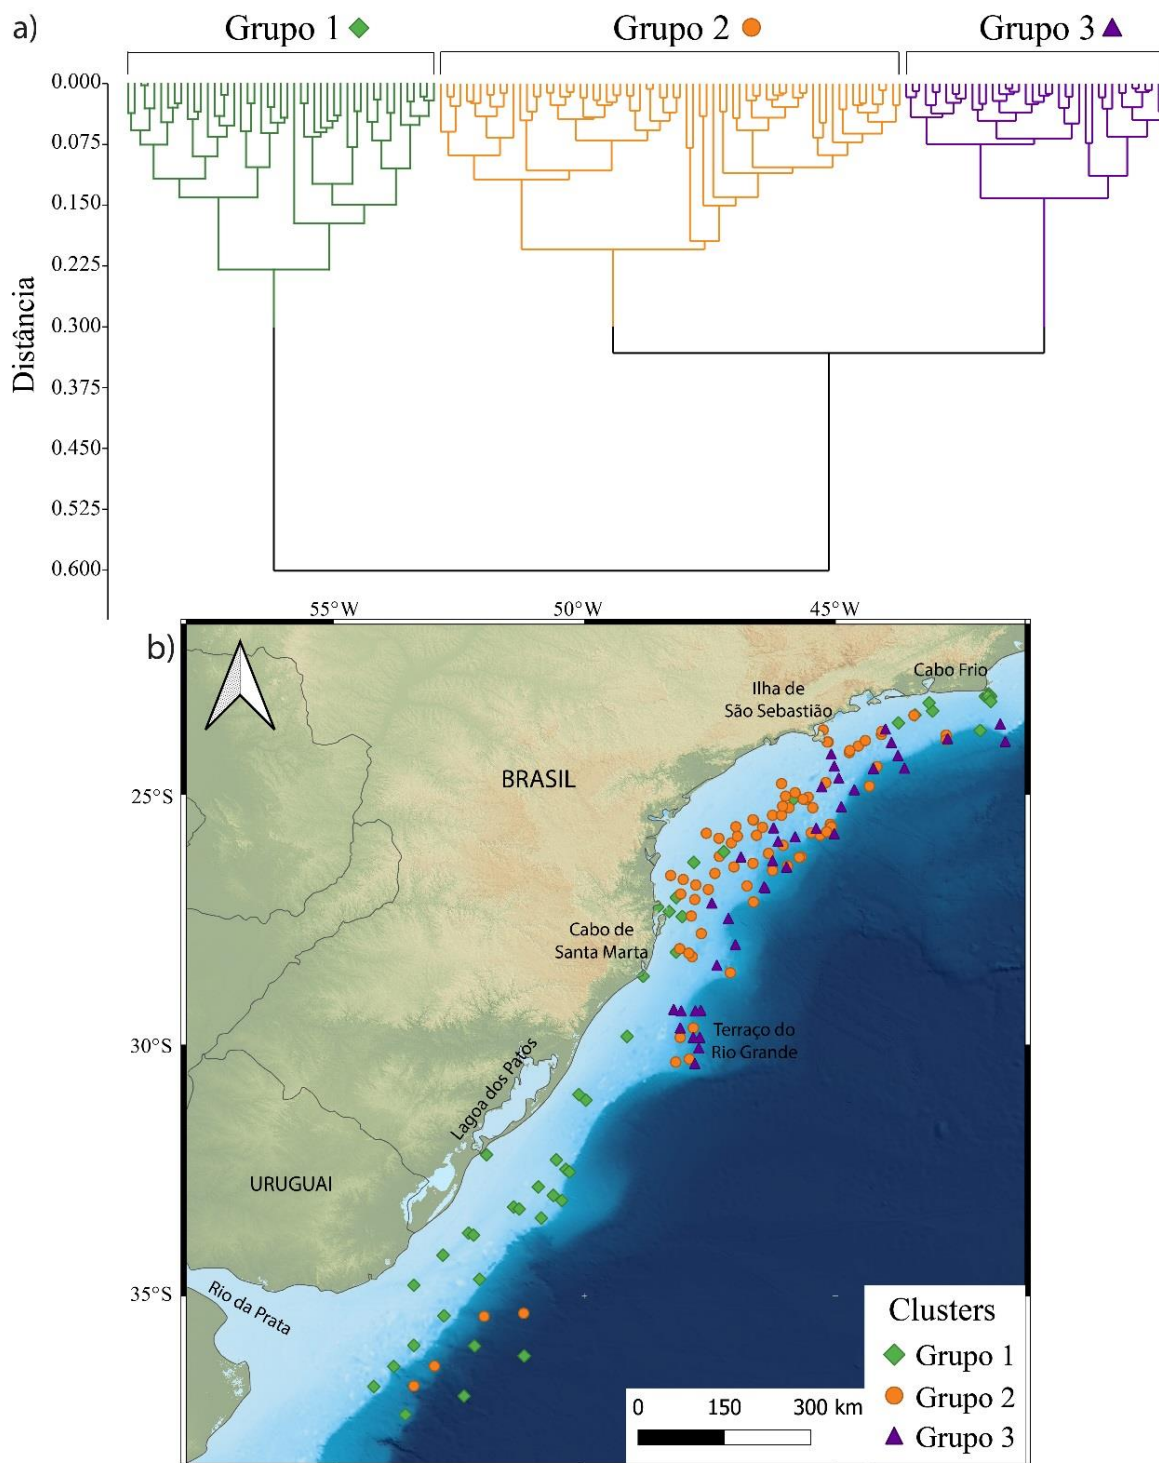 a)
Grupo 1
Grupo 2
Grupo 3
Distância
0.000
0.075
0.150
0.225
0.300
0.375
0.450
0.525
0.600
b)
55°W
50°W
45°W
25°S
30°S
35°S
Cabo Frio
Ilha de
São Sebastião
BRASIL
Cabo de
Santa Marta
Terraço do
Rio Grande
Lagoa dos Patos
URUGUAI
Rio da Prata
Clusters
Grupo 1
Grupo 2
Grupo 3
0 150 300 km